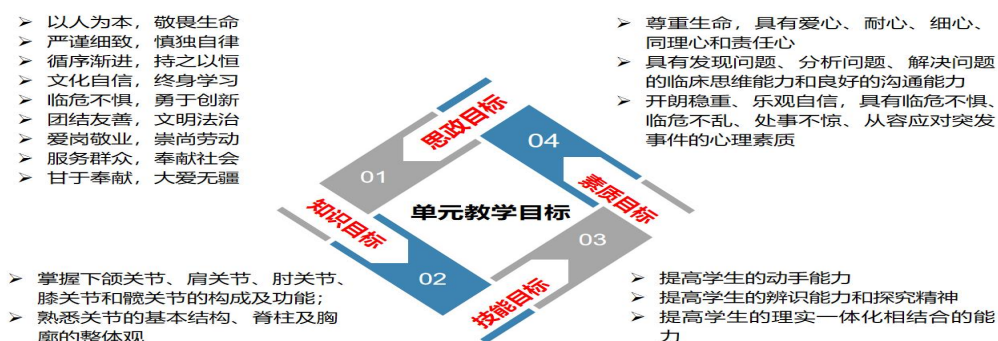 以人为本，敬畏生命
严谨细致，慎独自律
循序渐进，持之以恒
文化自信，终身学习
临危不惧，勇于创新
团结友善，文明法治
爱岗敬业，崇尚劳动
服务群众，奉献社会
甘于奉献，大爱无疆
尊重生命，具有爱心、耐心、细心、
同理心和责任心
具有发现问题、分析问题、解决问题
的临床思维能力和良好的沟通能力
开朗稳重、乐观自信，具有临危不惧、
临危不乱、处事不惊、从容应对突发
事件的心理素质
思政目标
04
01
素质目标
单元教学目标
知识目标
03
02
技能目标
掌握下颌关节、肩关节、肘关节、
膝关节和髋关节的构成及功能；
熟悉关节的基本结构、脊柱及胸
廓的整体观
提高学生的动手能力
提高学生的辨识能力和探究精神
提高学生的理实一体化相结合的能
力